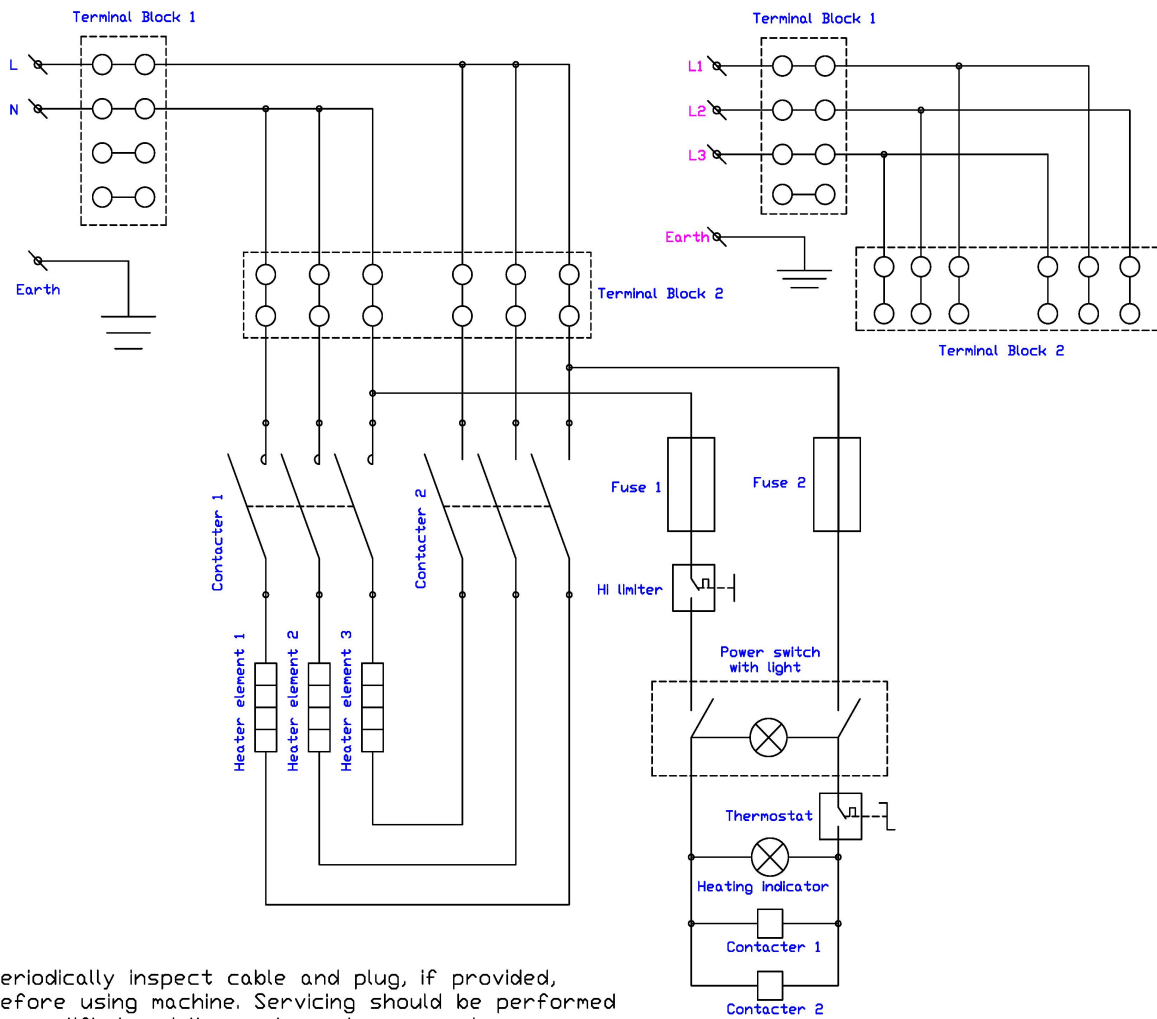 Terminal Block 1
L
N
Earth
Terminal Block 2
Terminal Block 1
L1
L2
L3
Earth
Terminal Block 2
Contacter 1
Contacter 2
Fuse 1
Fuse 2
HI limiter
Heater element 1
Heater element 2
Heater element 3
Power switch
with light
Thermostat
Heating Indicator
Contacter 1
Contacter 2
eriodically inspect cable and plug, if provided,
efore using machine. Servicing should be performed